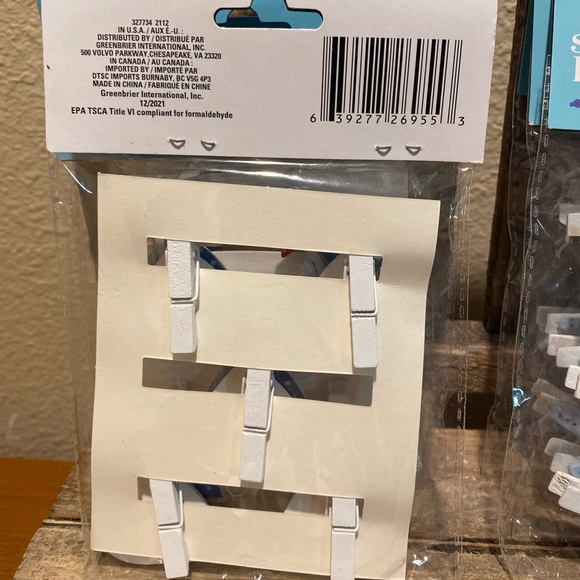 327734 2112
IN U.S.A. / AUX É.-U. :
DISTRIBUTED BY / DISTRIBUÉ PAR
GREENBRIER INTERNATIONAL, INC.
500 VOLVO PARKWAY,CHESAPEAKE, VA 23320
IN CANADA / AU CANADA :
IMPORTED BY / IMPORTÉ PAR
DTSC IMPORTS BURNABY, BC V5G 4P3
MADE IN CHINA / FABRIQUE EN CHINE
Greenbrier International, Inc.
12/2021
EPA TSCA Title VI compliant for formaldehyde
6 39277 26955 3
S